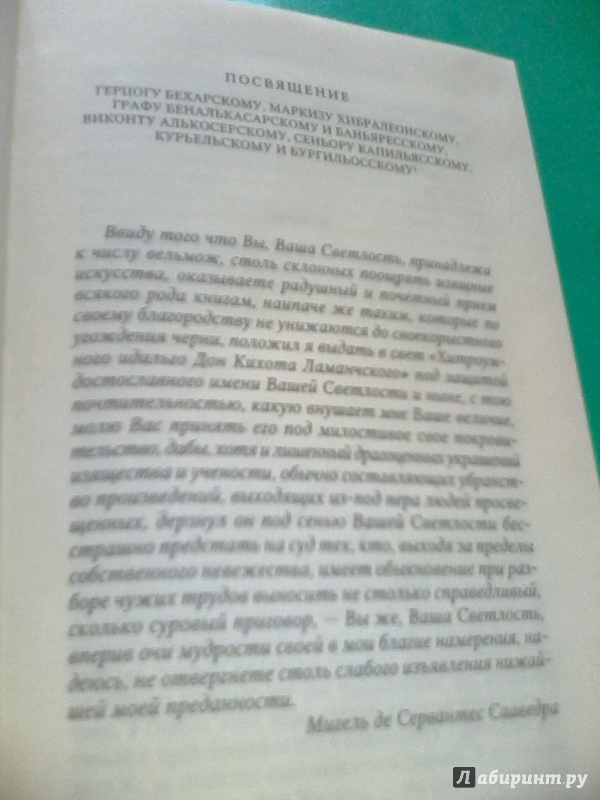 ПОСВЯЩЕНИЕ
ГЕРЦОГУ БЕХАРСКОМУ, МАРКИЗУ ХИБРАЛЕОНСКОМУ,
ГРАФУ БЕНАЛЬКАСАРСКОМУ И БАНЬЯРЕССКОМУ,
ВИКОНТУ АЛЬКОСЕРСКОМУ, СЕНЬОРУ КАПИЛЬЯССКОМУ,
КУРЬЕЛЬСКОМУ И БУРГИЛЬОССКОМУ¹
Ввиду того что Вы, Ваша Светлость, принадлежа
к числу вельмож, столь склонных поощрять изящные
искусства, оказываете радушный и почетный прием
всякого рода книгам, наипаче же таким, которые по
своему благородству не унижаются до своекорыстного
угождения черни, положил я выдать в свет «Хитроум-
ного идальго Дон Кихота Ламанчского» под защитой
достославного имени Вашей Светлости и ныне, с тою
почтительностью, какую внушает мне Ваше величие,
молю Вас принять его под милостивое свое покрови-
тельство, дабы, хотя и лишенный драгоценных украшений
изящества и учености, обычно составляющих убранст-
во произведений, выходящих из-под пера людей просве-
щенных, дерзнул он под сенью Вашей Светлости бес-
страшно предстать на суд тех, кто, выходя за пределы
собственного невежества, имеет обыкновение при раз-
боре чужих трудов выносить не столько справедливый,
сколько суровый приговор, — Вы же, Ваша Светлость,
вперив очи мудрости своей в мои благие намерения, на-
деюсь, не отвергнете столь слабого изъявления нижай-
шей моей преданности.
Мигель де Сервантес Сааведра
Лабиринт.ру